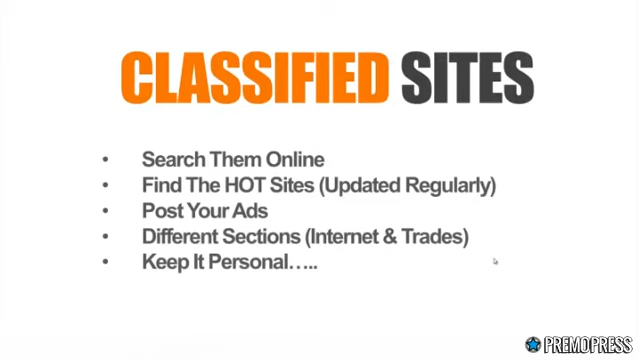 CLASSIFIED SITES
• Search Them Online
• Find The HOT Sites (Updated Regularly)
• Post Your Ads
• Different Sections (Internet & Trades)
• Keep It Personal…..
PREMOPRESS